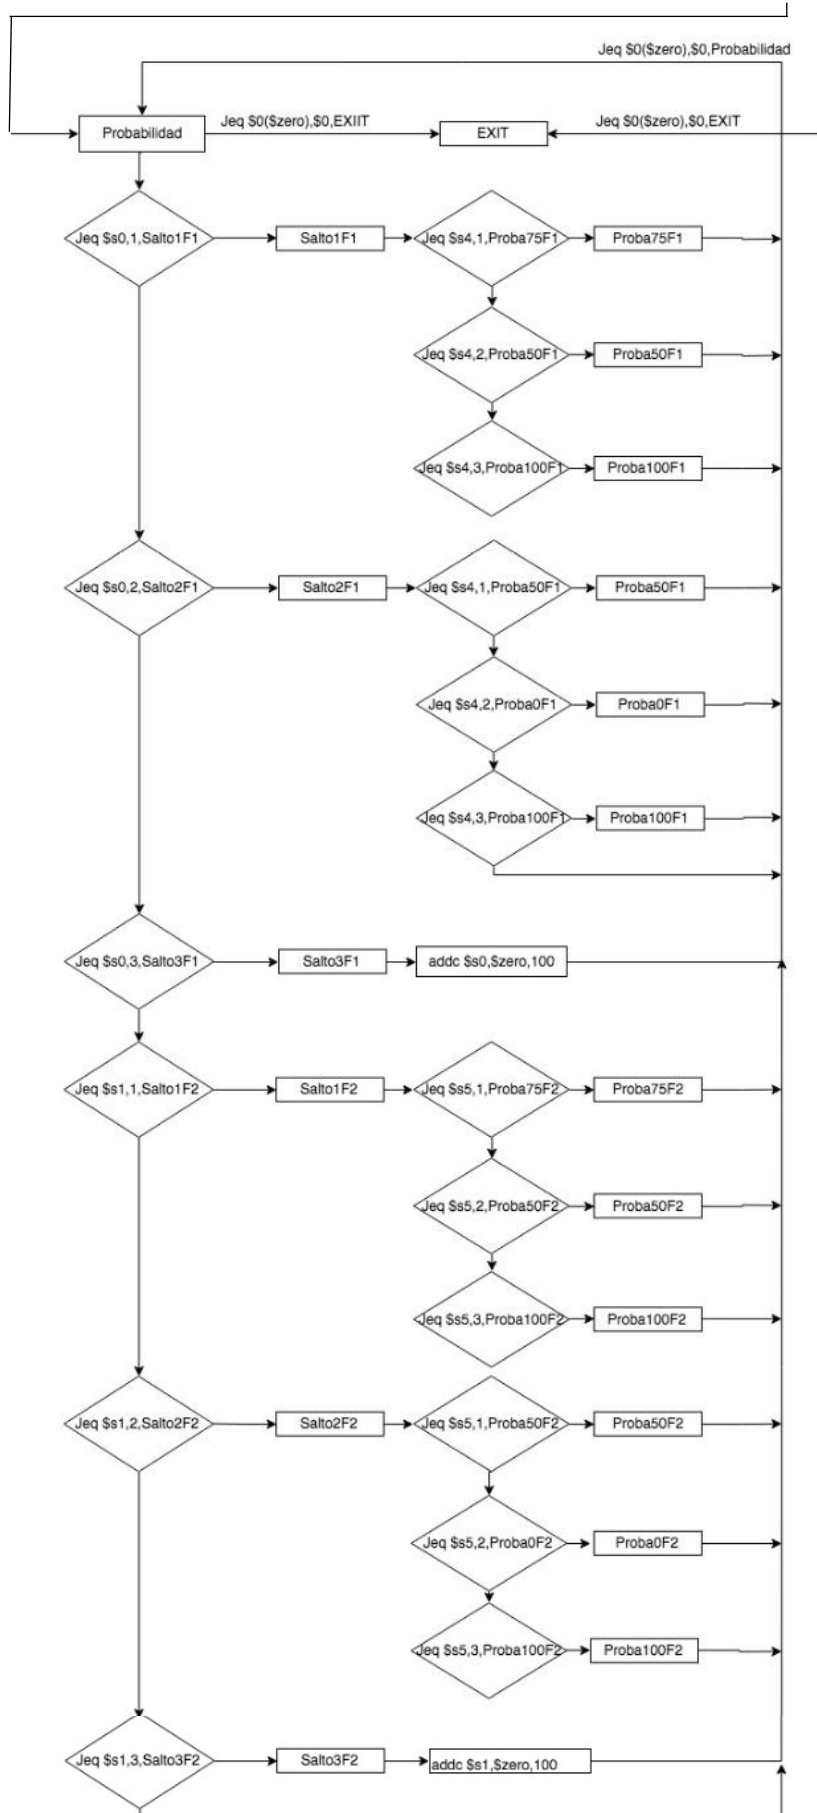 Jeq $0($zero),$0,Probabilidad
Probabilidad
Jeq $0($zero),$0,EXIIT
EXIT
Jeq $0($zero),$0,EXIT
Jeq $s0,1,Salto1F1
Salto1F1
Jeq $s4,1,Proba75F1
Proba75F1
Jeq $s4,2,Proba50F1
Proba50F1
Jeq $s4,3,Proba100F1
Proba100F1
Jeq $s0,2,Salto2F1
Salto2F1
Jeq $s4,1,Proba50F1
Proba50F1
Jeq $s4,2,Proba0F1
Proba0F1
Jeq $s4,3,Proba100F1
Proba100F1
Jeq $s0,3,Salto3F1
Salto3F1
addc $s0,$zero,100
Jeq $s1,1,Salto1F2
Salto1F2
Jeq $s5,1,Proba75F2
Proba75F2
Jeq $s5,2,Proba50F2
Proba50F2
Jeq $s5,3,Proba100F2
Proba100F2
Jeq $s1,2,Salto2F2
Salto2F2
Jeq $s5,1,Proba50F2
Proba50F2
Jeq $s5,2,Proba0F2
Proba0F2
Jeq $s5,3,Proba100F2
Proba100F2
Jeq $s1,3,Salto3F2
Salto3F2
addc $s1,$zero,100